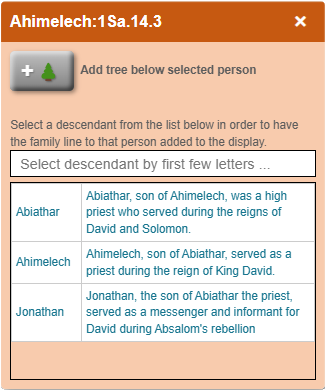 Ahimelech:1Sa.14.3 ×
+ Add tree below selected person
Select a descendant from the list below in order to have
the family line to that person added to the display.
Select descendant by first few letters ...
Abiathar
Abiathar, son of Ahimelech, was a high
priest who served during the reigns of
David and Solomon.
Ahimelech
Ahimelech, son of Abiathar, served as a
priest during the reign of King David.
Jonathan
Jonathan, the son of Abiathar the priest,
served as a messenger and informant for
David during Absalom's rebellion